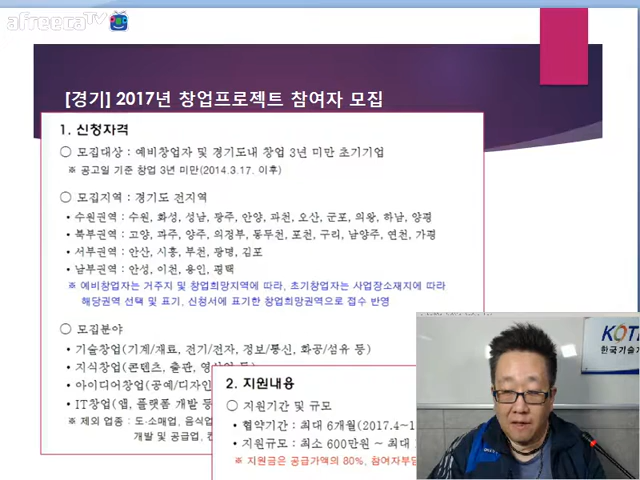 afreecaTV
[경기] 2017년 창업프로젝트 참여자 모집
1. 신청자격
○ 모집대상 : 예비창업자 및 경기도내 창업 3년 미만 초기기업
※ 공고일 기준 창업 3년 미만(2014.3.17. 이후)
○ 모집지역 : 경기도 전지역
• 수원권역 : 수원, 화성, 성남, 광주, 안양, 과천, 오산, 군포, 의왕, 하남, 양평
• 북부권역 : 고양, 파주, 양주, 의정부, 동두천, 포천, 구리, 남양주, 연천, 가평
• 서부권역 : 안산, 시흥, 부천, 광명, 김포
• 남부권역 : 안성, 이천, 용인, 평택
※ 예비창업자는 거주지 및 창업희망지역에 따라, 초기창업자는 사업장소재지에 따라
해당권역 선택 및 표기, 신청서에 표기한 창업희망권역으로 접수 반영
○ 모집분야
• 기술창업(기계/재료, 전기/전자, 정보/통신, 화공/섬유 등)
• 지식창업(콘텐츠, 출판,
• 아이디어창업(공예/디자인
• IT창업(앱, 플랫폼 개발 등
※ 제외 업종 : 도·소매업, 음식업
개발 및 공급업,
2. 지원내용
○ 지원기간 및 규모
• 협약기간 : 최대 6개월(2017.4~1
• 지원규모 : 최소 600만원 ~ 최대
※ 지원금은 공급가액의 80%, 참여자부담
KOT
한국기술개